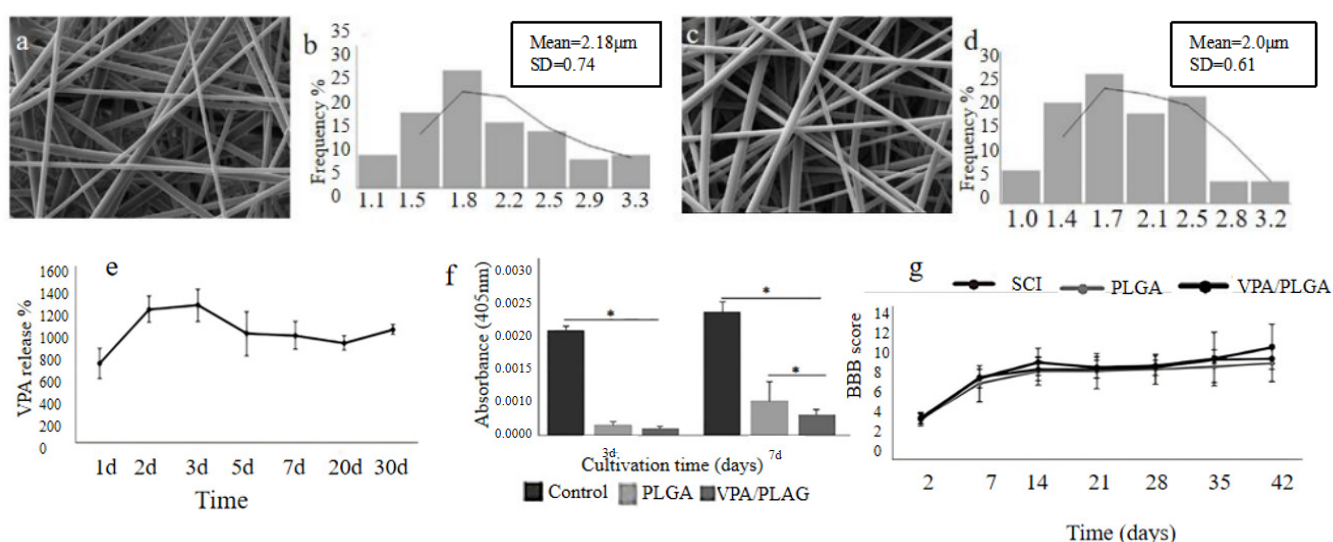 a
b
Frequency %
35
30
25
20
15
10
5
0
1.1 1.5 1.8 2.2 2.5 2.9 3.3
Mean=2.18µm
SD=0.74
c
d
Frequency %
30
25
20
15
10
5
0
1.0 1.4 1.7 2.1 2.5 2.8 3.2
Mean=2.0µm
SD=0.61
e
VPA release %
1600
1400
1200
1000
800
600
400
200
0
1d 2d 3d 5d 7d 20d 30d
Time
f
Absorbance (405nm)
0.0030
0.0025
0.0020
0.0015
0.0010
0.0000
*
*
*
3d 7d
Cultivation time (days)
Control PLGA VPA/PLAG
g
SCI PLGA VPA/PLGA
BBB score
14
12
10
8
6
4
2
0
2 7 14 21 28 35 42
Time (days)